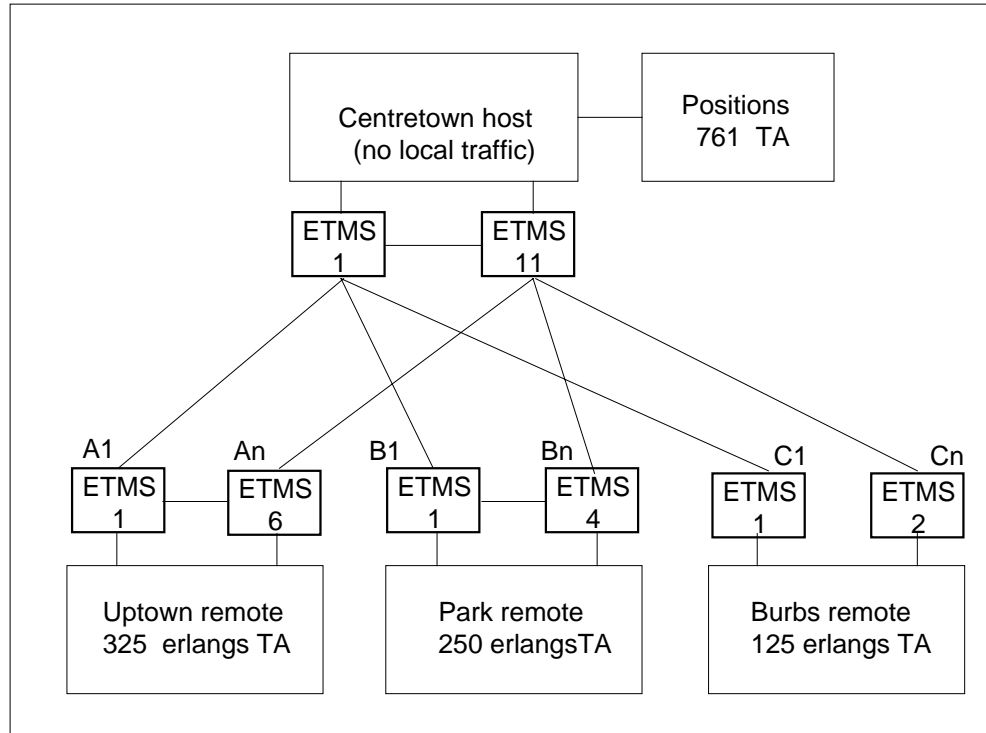 Centretown host
(no local traffic)
Positions
761 TA
ETMS
1
ETMS
11
A1
An
B1
Bn
C1
Cn
ETMS
1
ETMS
6
ETMS
1
ETMS
4
ETMS
1
ETMS
2
Uptown remote
325 erlangs TA
Park remote
250 erlangsTA
Burbs remote
125 erlangs TA